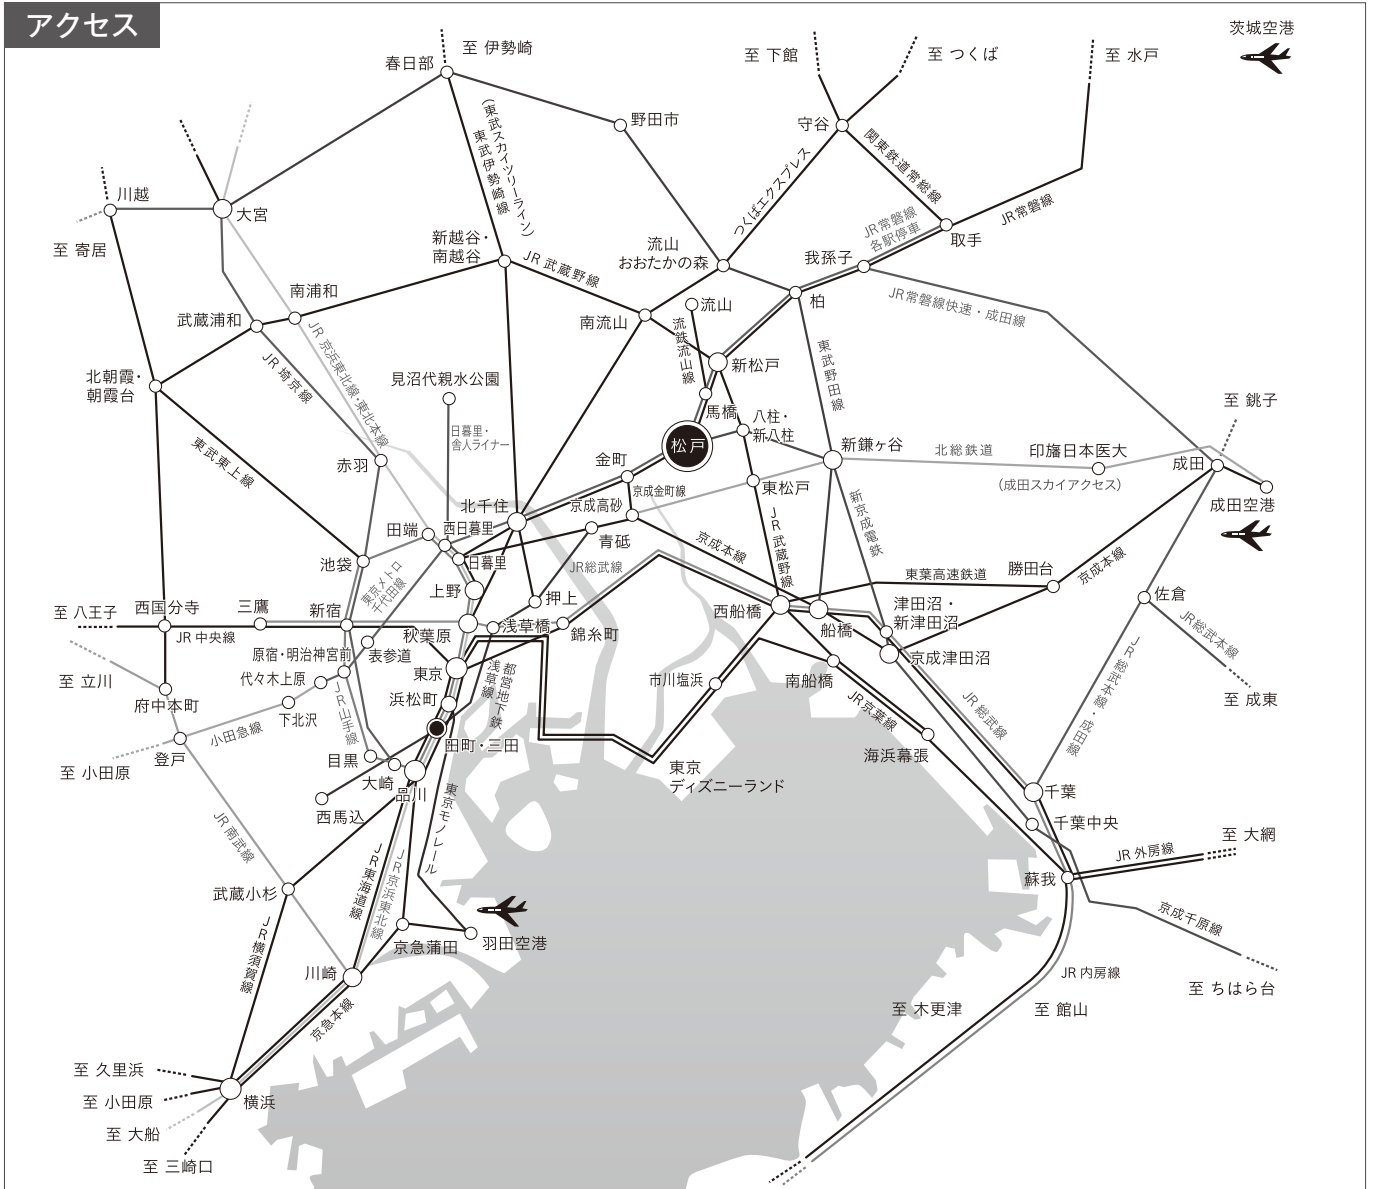 アクセス
茨城空港
至 伊勢崎
至 下館
至 つくば
至 水戸
春日部
野田市
守谷
(東武スカイツリーライン)
東武伊勢崎線
つくばエクスプレス
関東鉄道常総線
JR常磐線
JR常磐線
各駅停車
取手
川越
大宮
至 寄居
新越谷・
南越谷
JR 武蔵野線
流山
おおたかの森
我孫子
柏
JR常磐線快速・成田線
南浦和
武蔵浦和
JR 京浜東北線・東北本線
JR 埼京線
南流山
流山
流鉄流山線
新松戸
東武野田線
北朝霞・
朝霞台
見沼代親水公園
馬橋
八柱・
新八柱
至 銚子
日暮里・
舎人ライナー
松戸
新鎌ヶ谷
北総鉄道
印旛日本医大
(成田スカイアクセス)
成田
成田空港
東武東上線
赤羽
金町
京成金町線
東松戸
新京成電鉄
北千住
京成高砂
田端
西日暮里
青砥
京成本線
JR武蔵野線
池袋
日暮里
JR総武線
東葉高速鉄道
勝田台
京成本線
東京メトロ
千代田線
上野
押上
西船橋
船橋
津田沼・
新津田沼
佐倉
JR総武本線
至 八王子
西国分寺
三鷹
新宿
JR 中央線
秋葉原
浅草橋
錦糸町
京成津田沼
原宿・明治神宮前
表参道
東京
浅草線
都営地下鉄
市川塩浜
南船橋
JR総武本線・成田線
至 成東
至 立川
府中本町
代々木上原
下北沢
小田急線
JR山手線
浜松町
JR京葉線
JR 総武線
登戸
至 小田原
田町・三田
海浜幕張
目黒
大崎
品川
東京
ディズニーランド
西馬込
東京モノレール
千葉
千葉中央
至 大網
JR 南武線
JR東海道線
JR京浜東北線
JR 外房線
武蔵小杉
蘇我
京成千原線
JR横須賀線
京急蒲田
羽田空港
川崎
京急本線
JR 内房線
至 ちはら台
至 木更津
至 館山
至 久里浜
至 小田原
横浜
至 大船
至 三崎口